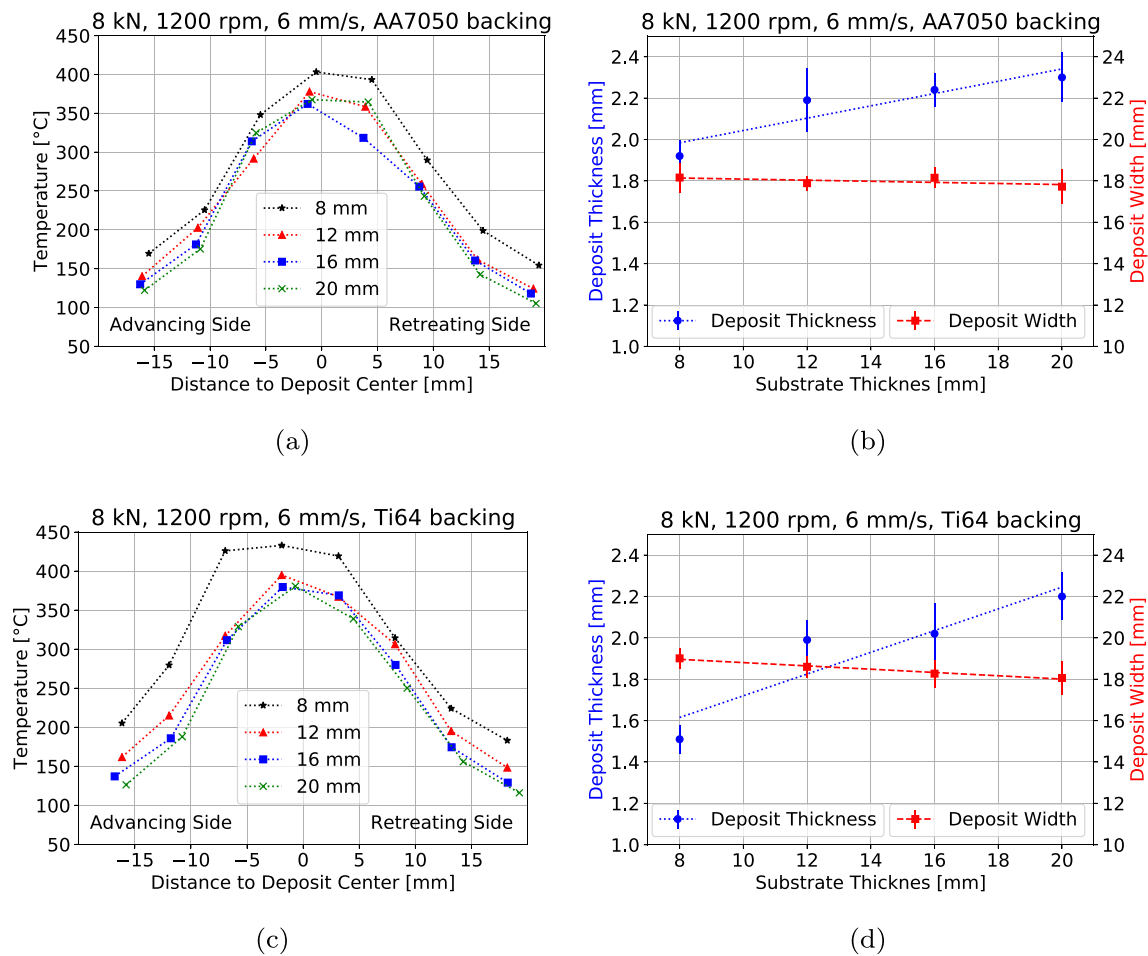 8 kN, 1200 rpm, 6 mm/s, AA7050 backing
450
400
350
300
250
200
150
100
50
Temperature [°C]
8 mm
12 mm
16 mm
20 mm
Advancing Side
Retreating Side
−15
−10
−5
0
5
10
15
Distance to Deposit Center [mm]
(a)
8 kN, 1200 rpm, 6 mm/s, AA7050 backing
2.4
2.2
2.0
1.8
1.6
1.4
1.2
1.0
Deposit Thickness [mm]
24
22
20
18
16
14
12
10
Deposit Width [mm]
Deposit Thickness
Deposit Width
8
10
12
14
16
18
20
Substrate Thicknes [mm]
(b)
8 kN, 1200 rpm, 6 mm/s, Ti64 backing
450
400
350
300
250
200
150
100
50
Temperature [°C]
8 mm
12 mm
16 mm
20 mm
Advancing Side
Retreating Side
−15
−10
−5
0
5
10
15
Distance to Deposit Center [mm]
(c)
8 kN, 1200 rpm, 6 mm/s, Ti64 backing
2.4
2.2
2.0
1.8
1.6
1.4
1.2
1.0
Deposit Thickness [mm]
24
22
20
18
16
14
12
10
Deposit Width [mm]
Deposit Thickness
Deposit Width
8
10
12
14
16
18
20
Substrate Thicknes [mm]
(d)